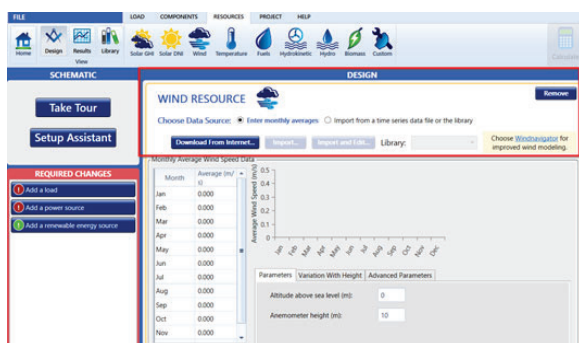 FILE LOAD COMPONENTS RESOURCES PROJECT HELP
Home Design Results Library Solar GHI Solar DNI Wind Temperature Fuels Hydrokinetic Hydro Biomass Custom Calculate
View
SCHEMATIC DESIGN
Take Tour
Setup Assistant
REQUIRED CHANGES
Add a load
Add a power source
Add a renewable energy source
WIND RESOURCE Remove
Choose Data Source: Enter monthly averages Import from a time series data file or the library
Download From Internet... Import... Import and Edit... Library:
Choose Windnavigator for
improved wind modeling.
Monthly Average Wind Speed Data
Month Average (m/
s)
Jan 0.000
Feb 0.000
Mar 0.000
Apr 0.000
May 0.000
Jun 0.000
Jul 0.000
Aug 0.000
Sep 0.000
Oct 0.000
Nov 0.000
Average Wind Speed (m/s)
0.5
0.4
0.3
0.2
0.1
0
Jan Feb Mar Apr May Jun Jul Aug Sep Oct Nov Dec
Parameters Variation With Height Advanced Parameters
Altitude above sea level (m): 0
Anemometer height (m): 10